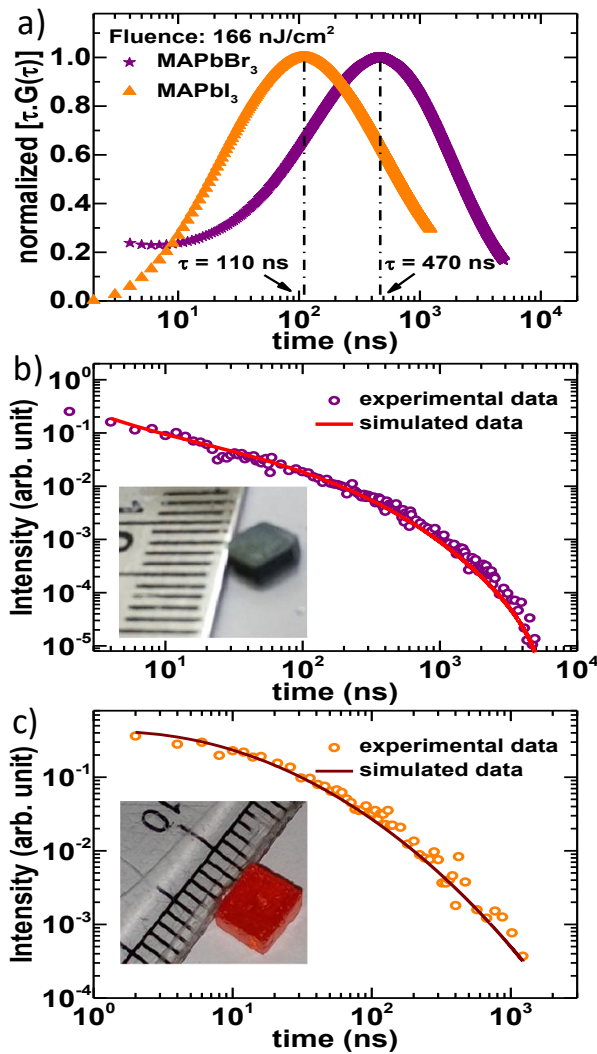 a)
Fluence: 166 nJ/cm²
MAPbBr₃
MAPbI₃
normalized [τ.G(τ)]
1.0
0.8
0.6
0.4
0.2
0.0
τ = 110 ns
τ = 470 ns
10¹ 10² 10³ 10⁴
time (ns)
b)
experimental data
simulated data
Intensity (arb. unit)
10⁰
10⁻¹
10⁻²
10⁻³
10⁻⁴
10⁻⁵
10¹ 10² 10³ 10⁴
time (ns)
c)
experimental data
simulated data
Intensity (arb. unit)
10⁻¹
10⁻²
10⁻³
10⁻⁴
10
10⁰ 10¹ 10² 10³
time (ns)